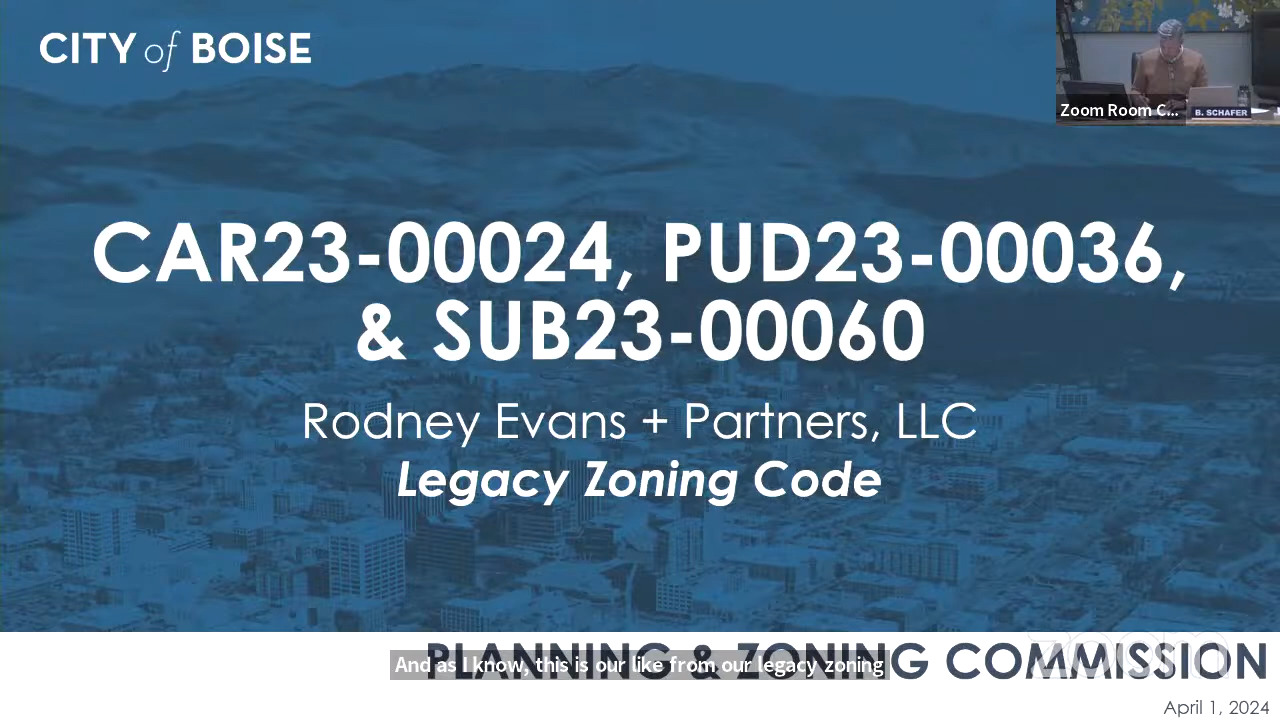 CITY of BOISE
Zoom Room C...
B. SCHAFER
CAR23-00024, PUD23-00036,
& SUB23-00060
Rodney Evans + Partners, LLC
Legacy Zoning Code
PLANNING & ZONING COMMISSION
And as I know, this is our like from our legacy zoning
zoom
April 1, 2024